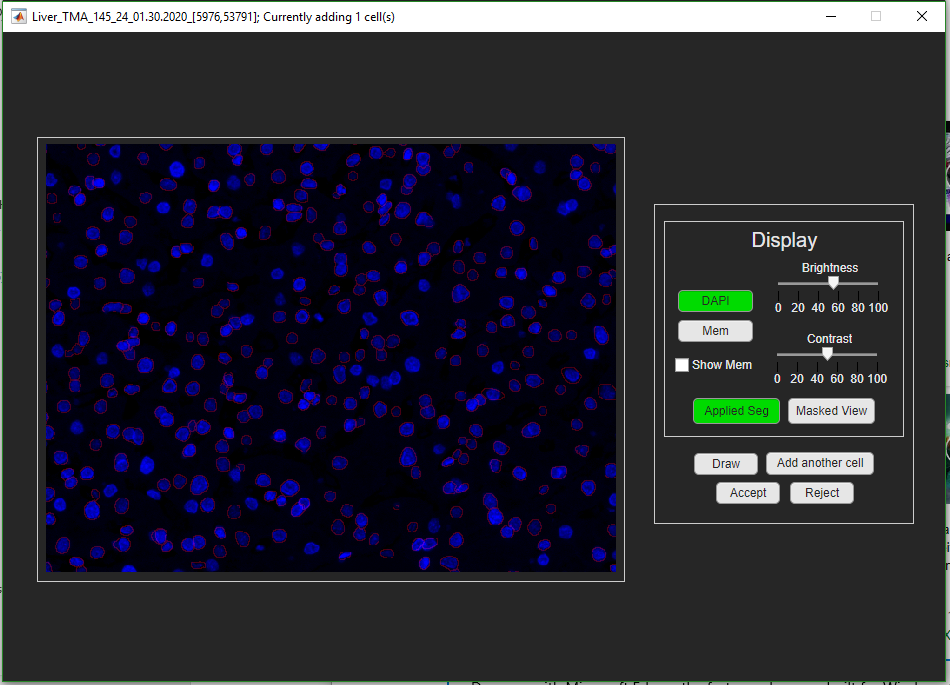 Liver_TMA_145_24_01.30.2020_[5976,53791]; Currently adding 1 cell(s)
Display
Brightness
DAPI
0 20 40 60 80 100
Mem
Contrast
Show Mem
0 20 40 60 80 100
Applied Seg Masked View
Draw Add another cell
Accept Reject